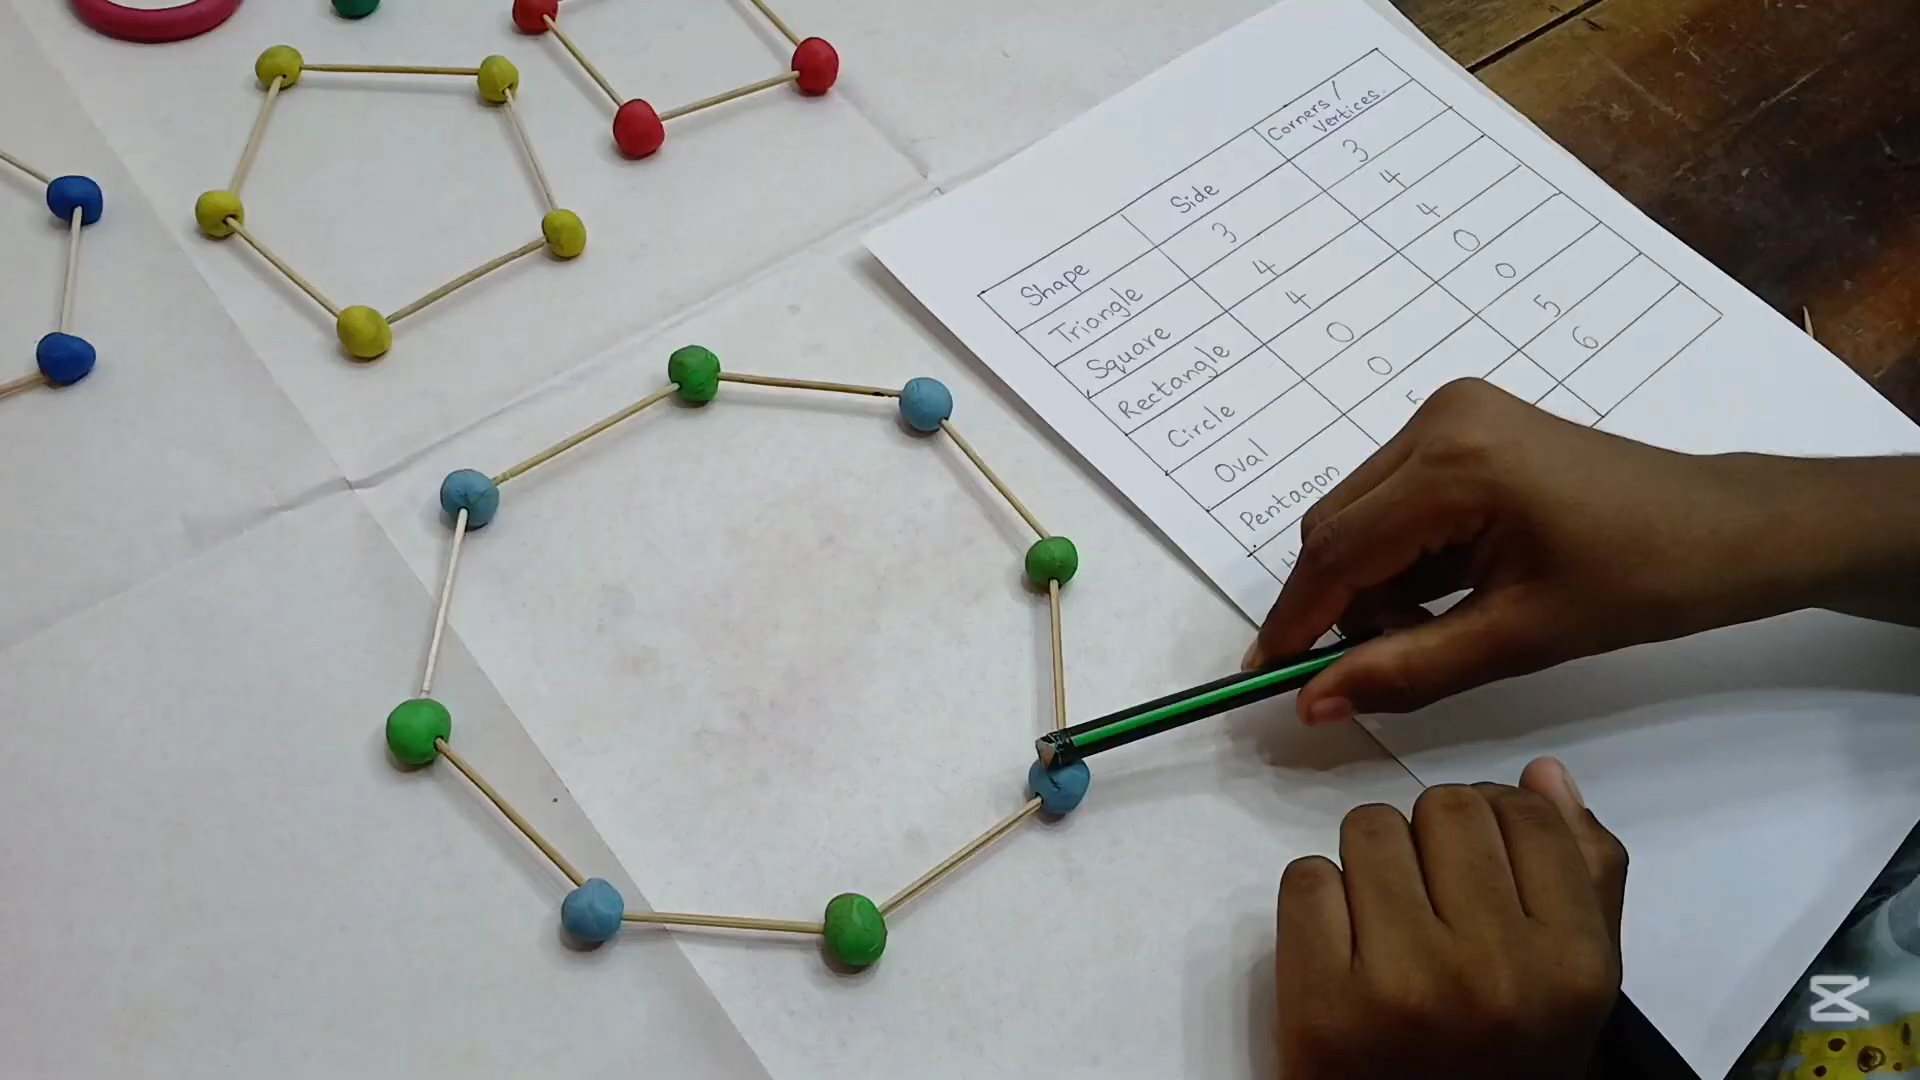 Shape Side Corners/
Vertices.
Triangle 3 3
Square 4 4
Rectangle 4 4
Circle 0 0
Oval 0 0
Pentagon 5 5
H 6